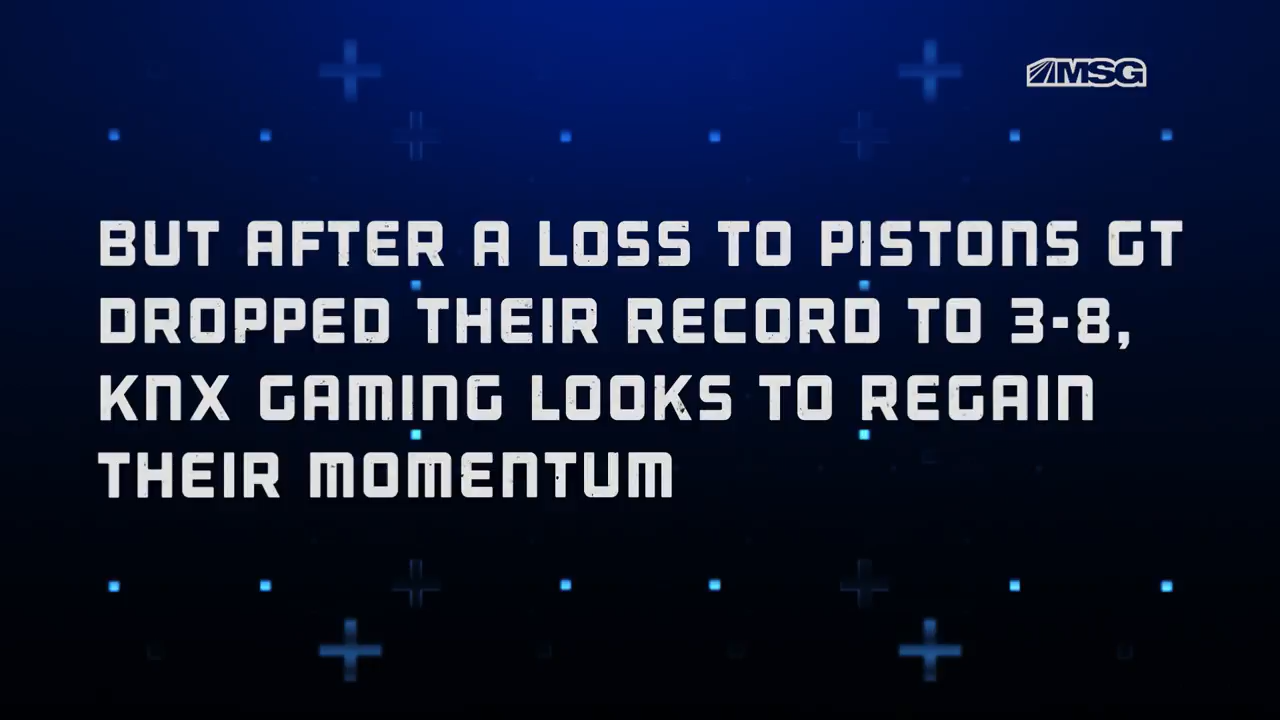 MSG
BUT AFTER A LOSS TO PISTONS GT
DROPPED THEIR RECORD TO 3-8,
KNX GAMING LOOKS TO REGAIN
THEIR MOMENTUM